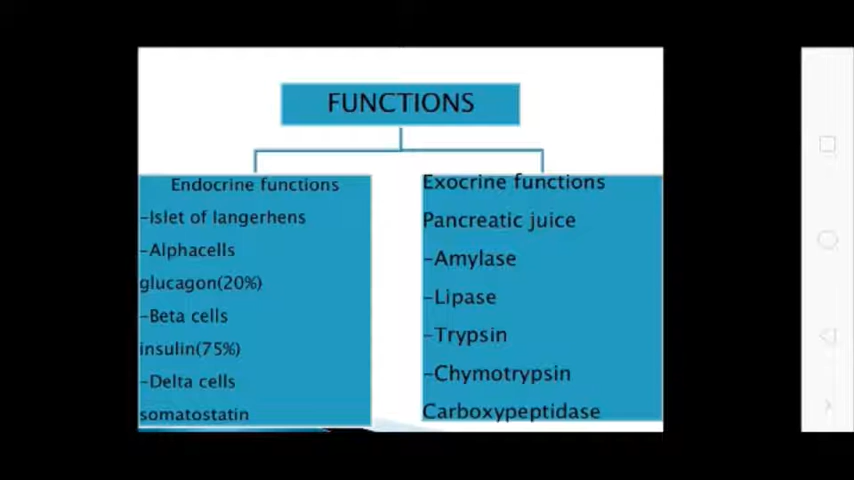 FUNCTIONS
Endocrine functions
-Islet of langerhens
-Alphacells
glucagon(20%)
-Beta cells
insulin(75%)
-Delta cells
somatostatin
Exocrine functions
Pancreatic juice
-Amylase
-Lipase
-Trypsin
-Chymotrypsin
Carboxypeptidase